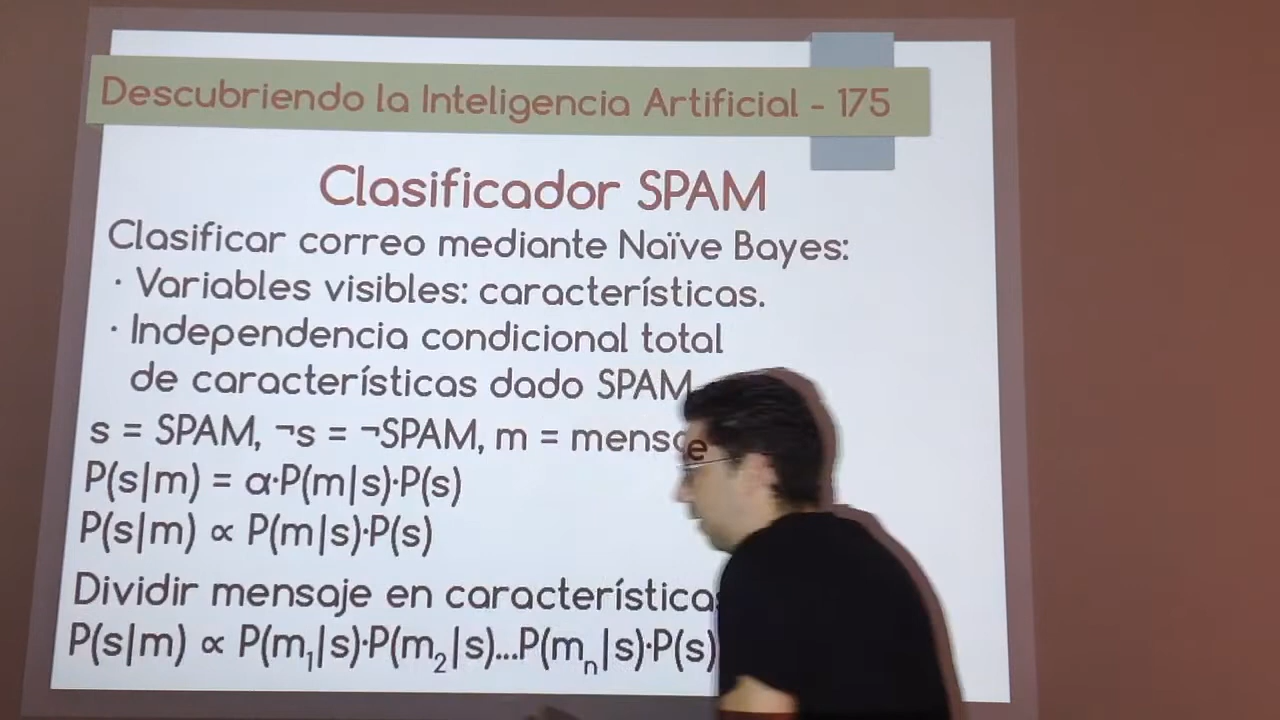 Descubriendo la Inteligencia Artificial - 175
Clasificador SPAM
Clasificar correo mediante Naïve Bayes:
· Variables visibles: características.
· Independencia condicional total
de características dado SPAM
s = SPAM, ¬s = ¬SPAM, m =
P(s|m) = α·P(m|s)·P(s)
P(s|m) ∝ P(m|s)·P(s)
Dividir mensaje en característica
P(s|m) ∝ P(m₁|s)·P(m₂|s)...P(mₙ|s)·P(s)